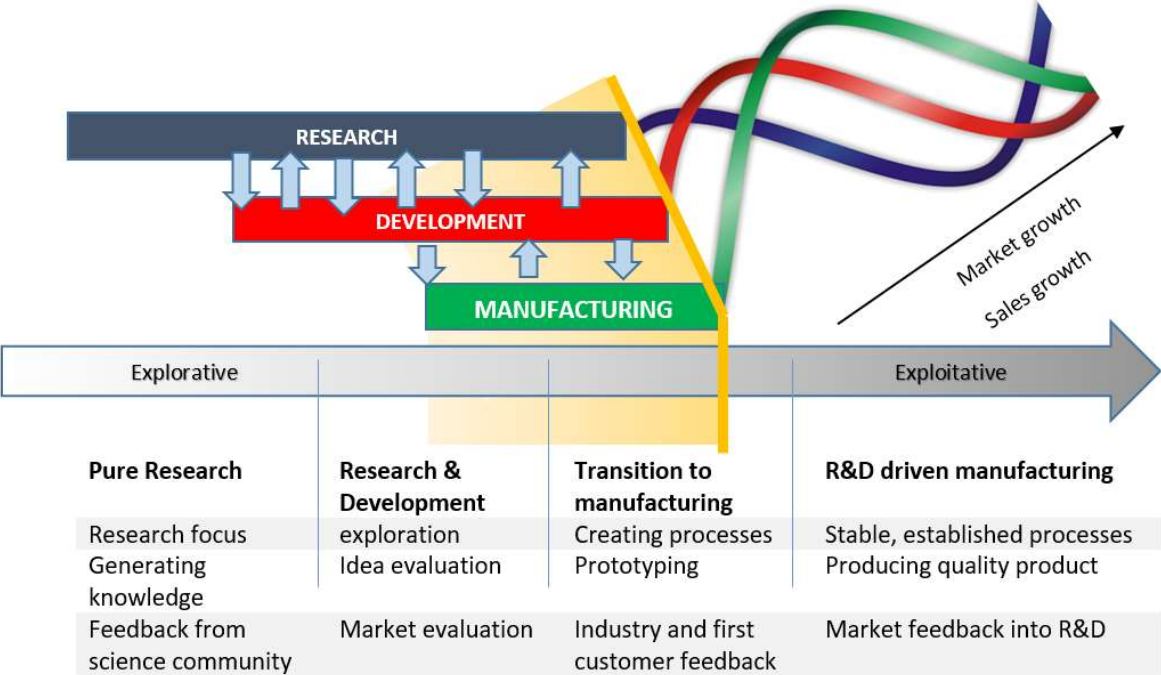 RESEARCH
DEVELOPMENT
MANUFACTURING
Market growth
Sales growth
Explorative
Exploitative
Pure Research
Research &
Development
Transition to
manufacturing
R&D driven manufacturing
Research focus
exploration
Creating processes
Stable, established processes
Generating
knowledge
Idea evaluation
Prototyping
Producing quality product
Feedback from
science community
Market evaluation
Industry and first
customer feedback
Market feedback into R&D